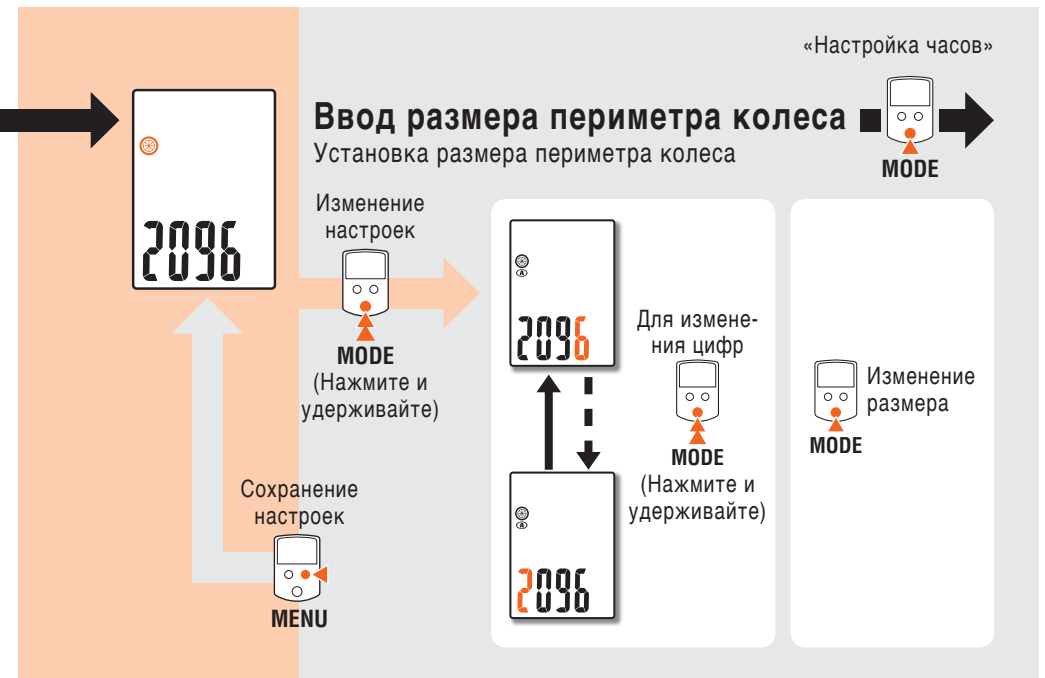 «Настройка часов»
Ввод размера периметра колеса
Установка размера периметра колеса
MODE
2096
Изменение
настроек
MODE
(Нажмите и
удерживайте)
Сохранение
настроек
MENU
A
2096
Для измене-
ния цифр
MODE
(Нажмите и
удерживайте)
A
2096
Изменение
размера
MODE